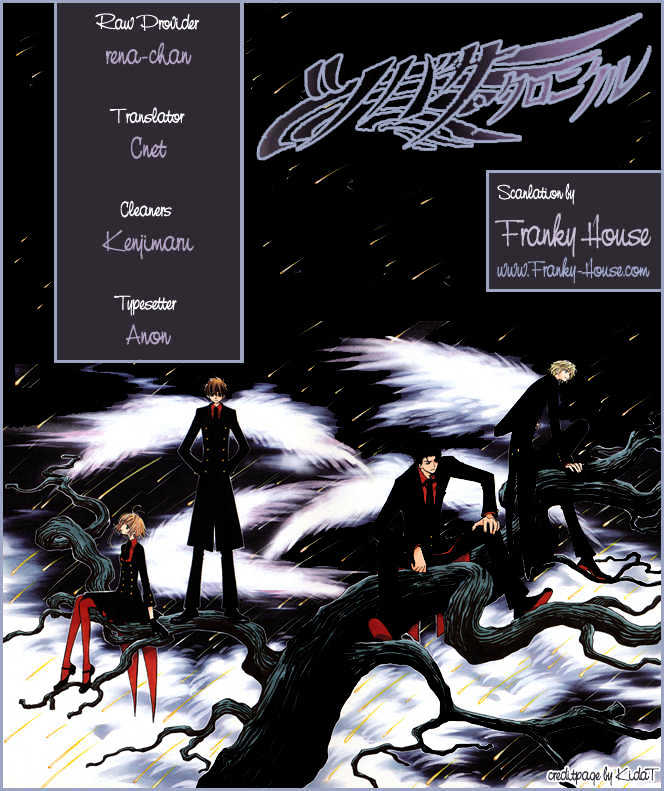 Raw Provider
rena-chan
Translator
Cnet
Cleaners
Kenjimaru
Typesetter
Anon
ツバサ・クロニクル
Scanlation by
Franky House
www.Franky-House.com
creditpage by KidaT